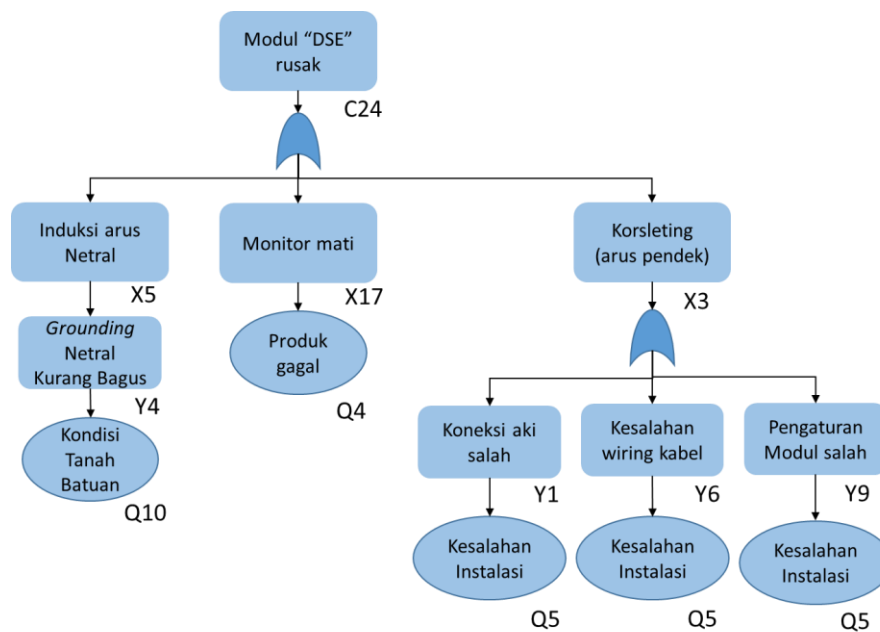 Modul “DSE”
rusak
C24
Induksi arus
Netral
X5
Monitor mati
X17
Korsleting
(arus pendek)
X3
Grounding
Netral
Kurang Bagus
Y4
Produk
gagal
Q4
Kondisi
Tanah
Batuan
Q10
Koneksi aki
salah
Y1
Kesalahan
wiring kabel
Y6
Pengaturan
Modul salah
Y9
Kesalahan
Instalasi
Q5
Kesalahan
Instalasi
Q5
Kesalahan
Instalasi
Q5